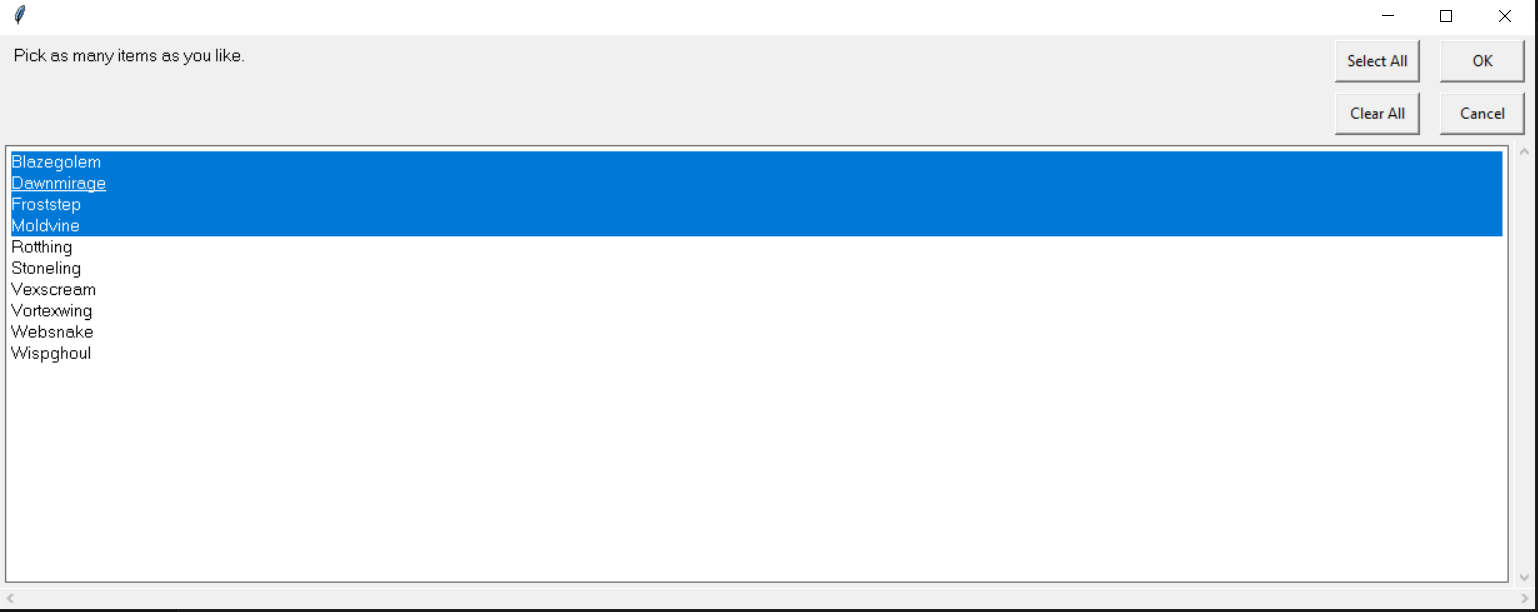 Pick as many items as you like.
Select All
OK
Clear All
Cancel
Blazegolem
Dawnmirage
Froststep
Moldvine
Rotthing
Stoneling
Vexscream
Vortexwing
Websnake
Wispghoul